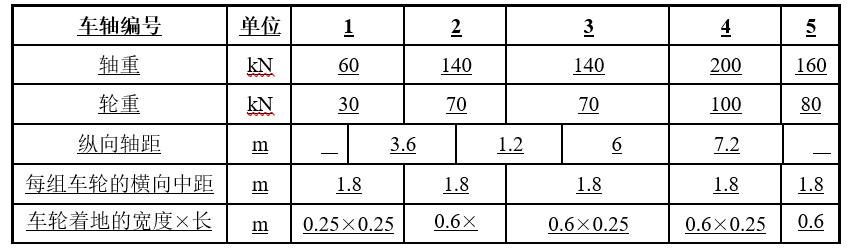 车轴编号 单位 1 2 3 4 5
轴重 kN 60 140 140 200 160
轮重 kN 30 70 70 100 80
纵向轴距 m — 3.6 1.2 6 7.2 —
每组车轮的横向中距 m 1.8 1.8 1.8 1.8 1.8
车轮着地的宽度×长 m 0.25×0.25 0.6× 0.6×0.25 0.6×0.25 0.6